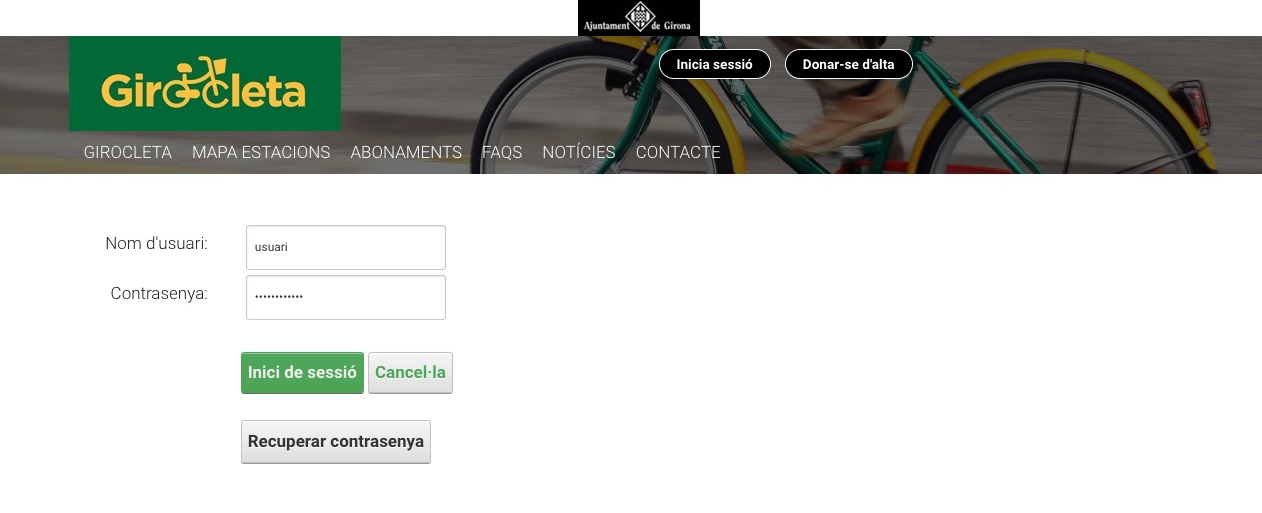 Ajuntament de Girona
Girocleta
Inicia sessió
Donar-se d'alta
GIROCLETA MAPA ESTACIONS ABONAMENTS FAQS NOTÍCIES CONTACTE
Nom d'usuari: usuari
Contrasenya: ••••••••••••
Inici de sessió Cancel·la
Recuperar contrasenya